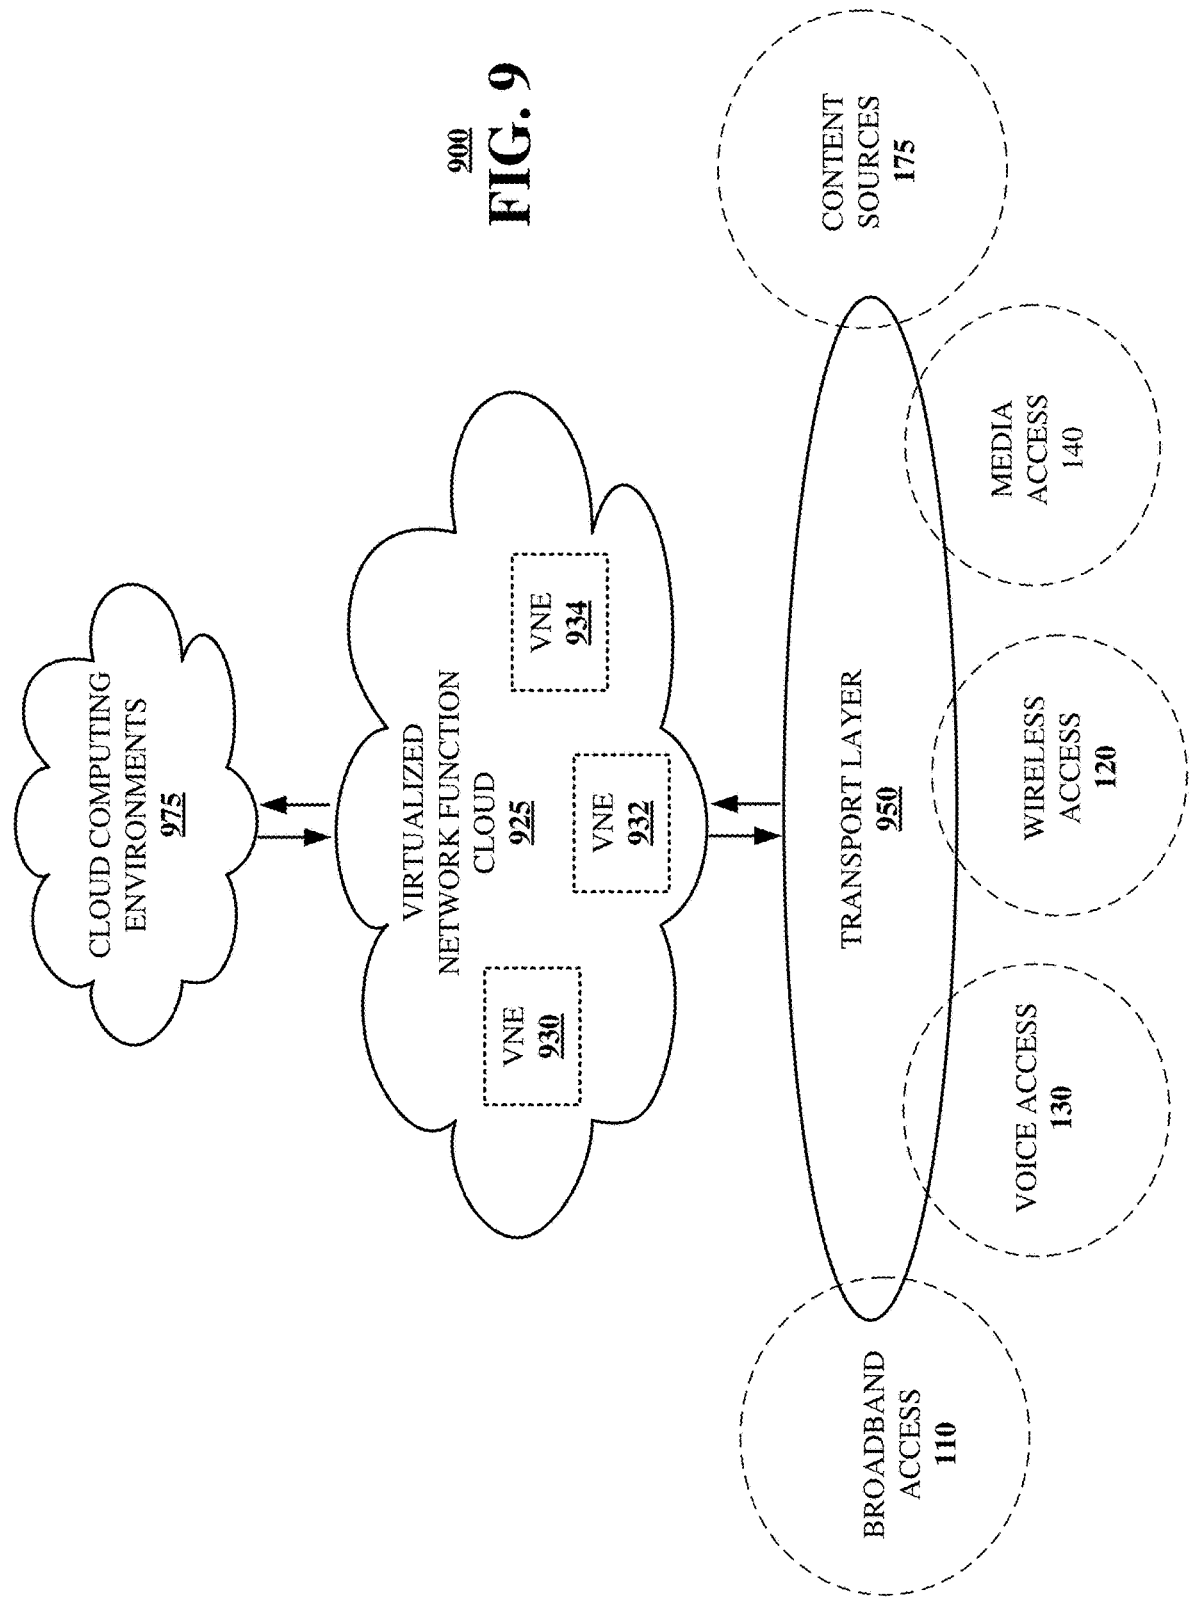 CLOUD COMPUTING
ENVIRONMENTS
975
VIRTUALIZED
NETWORK FUNCTION
CLOUD
925
VNE
930
VNE
932
VNE
934
TRANSPORT LAYER
950
BROADBAND
ACCESS
110
VOICE ACCESS
130
WIRELESS
ACCESS
120
MEDIA
ACCESS
140
CONTENT
SOURCES
175
900
FIG. 9